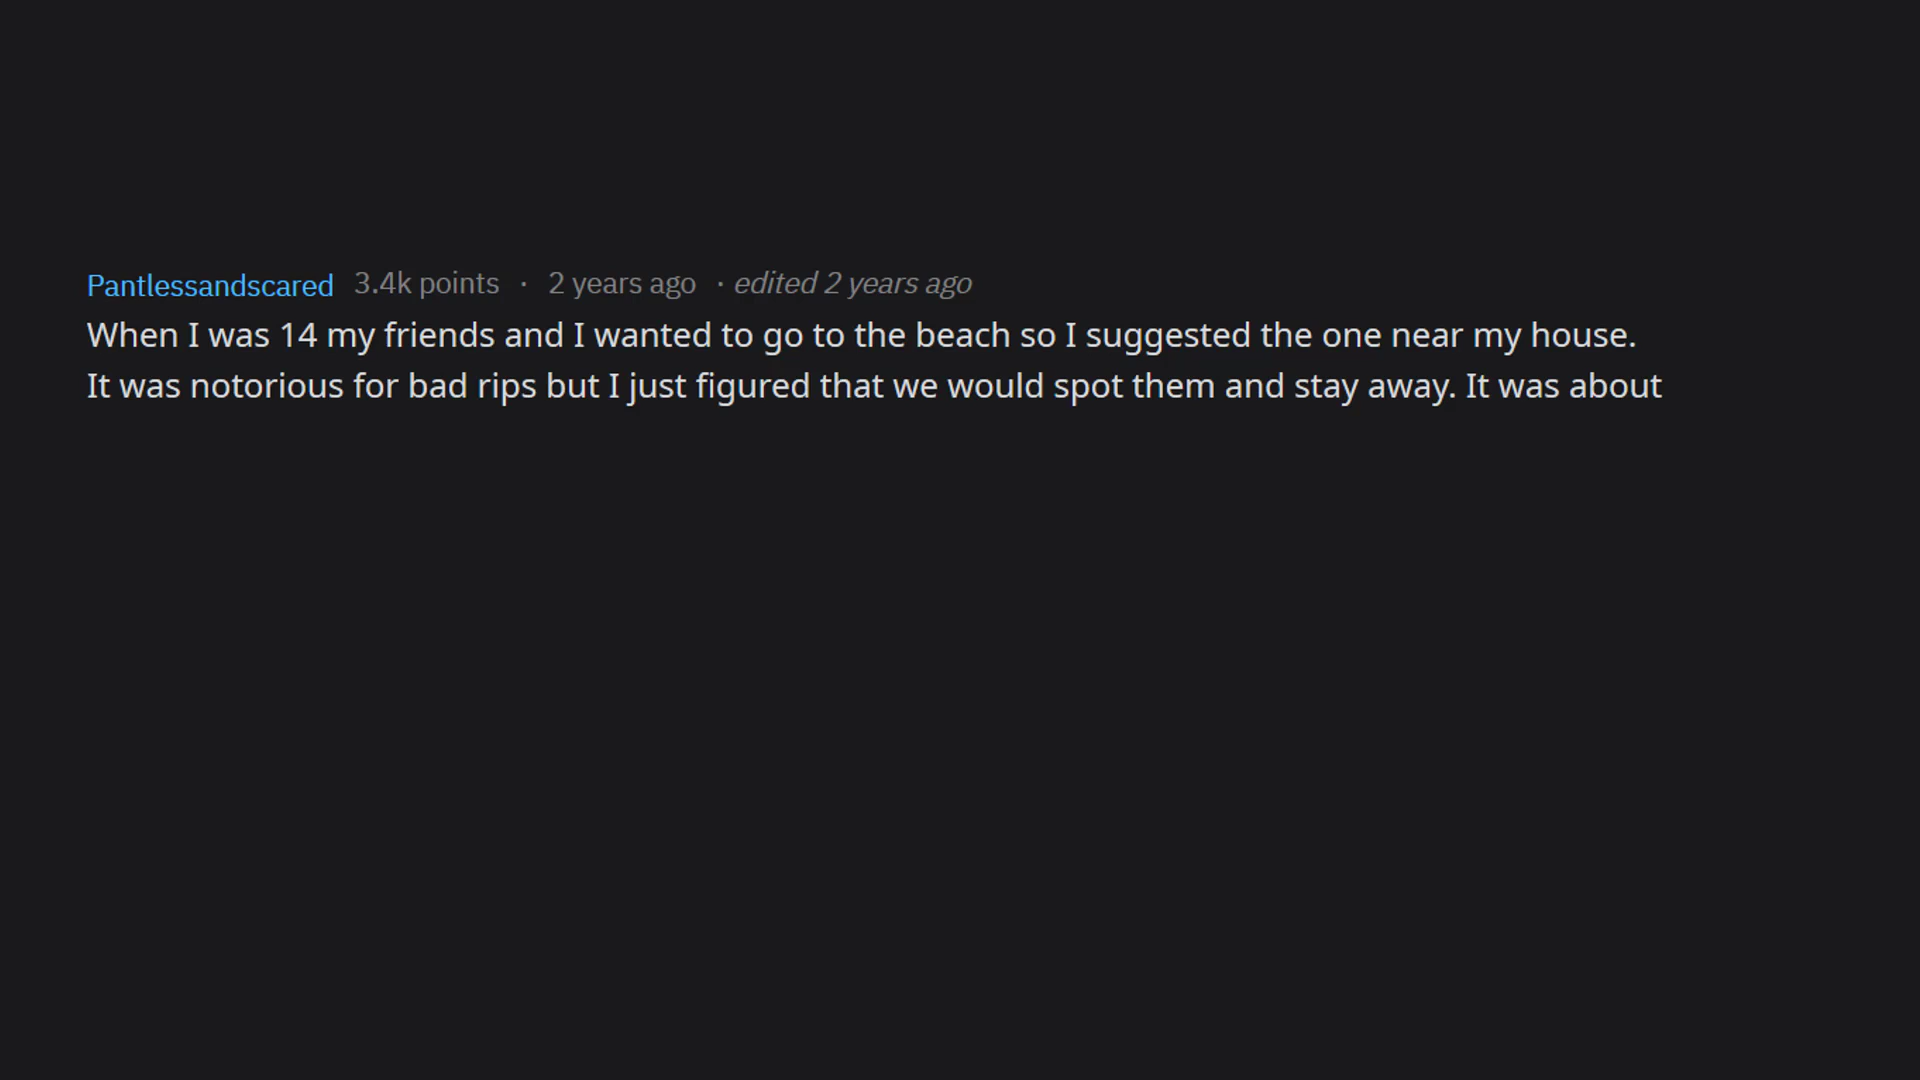 Pantlessandscared 3.4k points · 2 years ago · edited 2 years ago
When I was 14 my friends and I wanted to go to the beach so I suggested the one near my house.
It was notorious for bad rips but I just figured that we would spot them and stay away. It was about